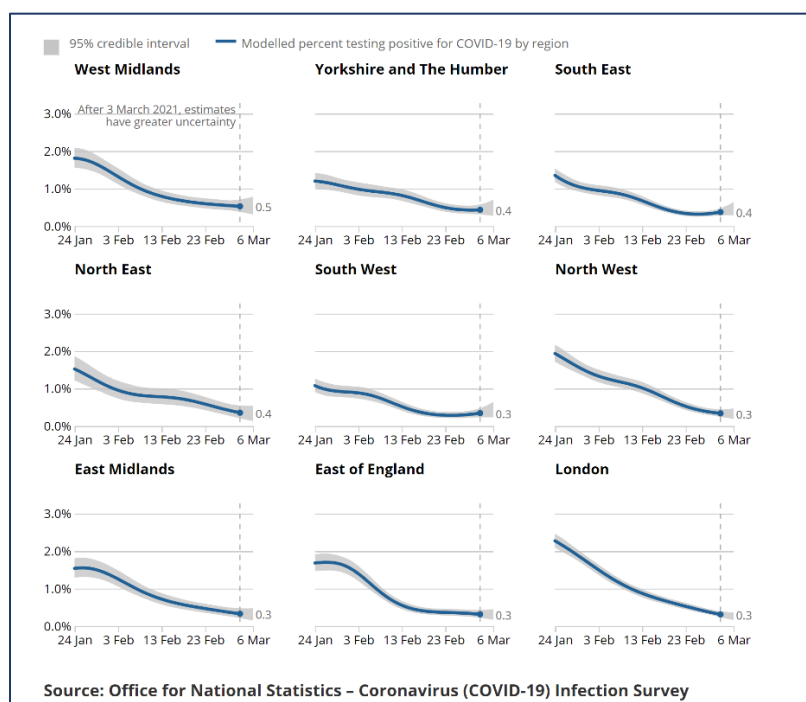 95% credible interval Modelled percent testing positive for COVID-19 by region
West Midlands Yorkshire and The Humber South East
After 3 March 2021, estimates
have greater uncertainty
3.0%
2.0%
1.0%
0.5 0.4 0.4
0.0%
24 Jan 3 Feb 13 Feb 23 Feb 6 Mar 3 Feb 13 Feb 23 Feb 6 Mar 24 Jan 3 Feb 13 Feb 23 Feb 6 Mar
North East South West North West
3.0%
2.0%
1.0%
0.4 0.3 0.3
0.0%
24 Jan 3 Feb 13 Feb 23 Feb 6 Mar 3 Feb 13 Feb 23 Feb 6 Mar 24 Jan 3 Feb 13 Feb 23 Feb 6 Mar
East Midlands East of England London
3.0%
2.0%
1.0%
0.3 0.3 0.3
0.0%
24 Jan 3 Feb 13 Feb 23 Feb 6 Mar 3 Feb 13 Feb 23 Feb 6 Mar 24 Jan 3 Feb 13 Feb 23 Feb 6 Mar
Source: Office for National Statistics – Coronavirus (COVID-19) Infection Survey